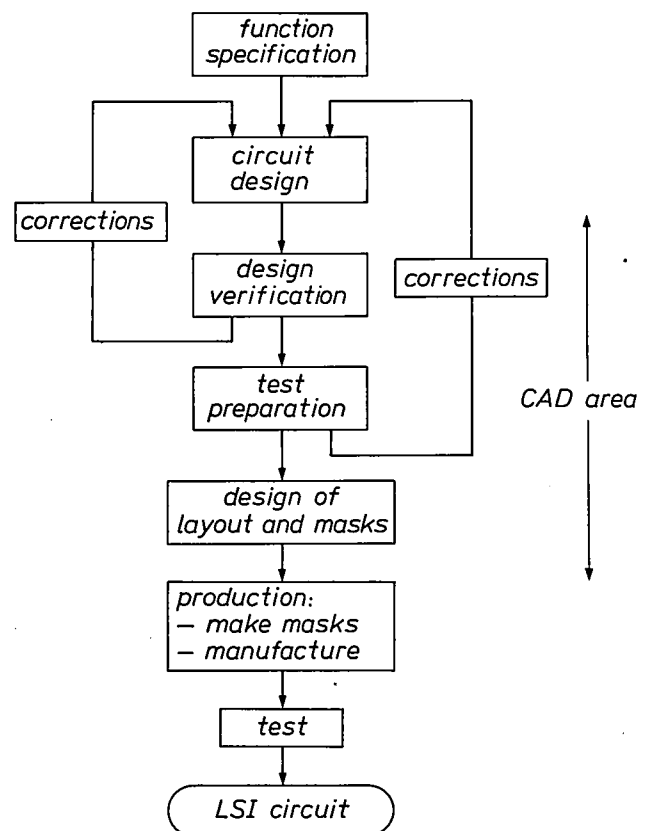 function
specification
circuit
design
corrections
design
verification
corrections
test
preparation
CAD area
design of
layout and masks
production:
– make masks
– manufacture
test
LSI circuit